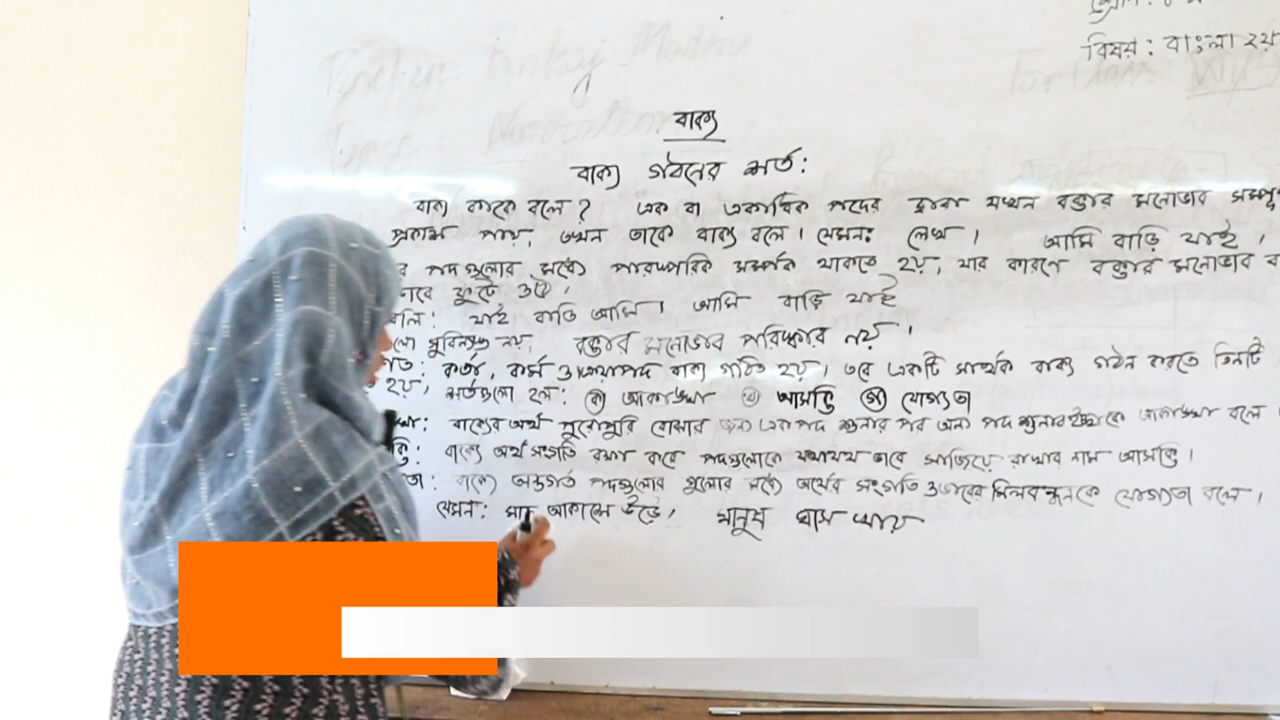 বিষয়: বাংলা ২য়
বাক্য
বাক্য গঠনের শর্ত:
বাক্য কাকে বলে? এক বা একাধিক পদের দ্বারা যখন বক্তার মনোভাব
প্রকাশ পায়, তখন তাকে বাক্য বলে। যেমনঃ লেখ। আমি বাড়ি যাই।
পদগুলোর মধ্যে পারস্পরিক সম্পর্ক থাকতে হয়, যার কারণে বক্তার মনোভাব
ফুটে ওঠে।
যাই বাড়ি আমি। আমি বাড়ি যাই
সুবিন্যস্ত নয়, বক্তার মনোভাব পরিষ্কার নয়।
কর্তা, কর্ম ও ক্রিয়াপদে বাক্য গঠিত হয়, তবে একটি সার্থক বাক্য গঠন করতে তিনটি
হয়, শর্তগুলো হল: (ক) আকাঙ্ক্ষা (খ) আসত্তি (গ) যোগ্যতা
বাক্যের অর্থ পুরোপুরি বোঝার জন্য একপদ শুনার পর অন্য পদ শুনার ইচ্ছাকে আকাঙ্ক্ষা বলে।
বাক্যে অর্থসংগতি রক্ষা করে পদগুলোকে যথাযথ ভাবে সাজিয়ে রাখার নাম আসত্তি।
বাক্যে অন্তর্গত পদগুলোর গুলোর মধ্যে অর্থের সংগতি ও ভাবের মিলবন্ধনকে যোগ্যতা বলে।
যেমন: আকাশে উড়ে। মানুষ ঘাস খায়